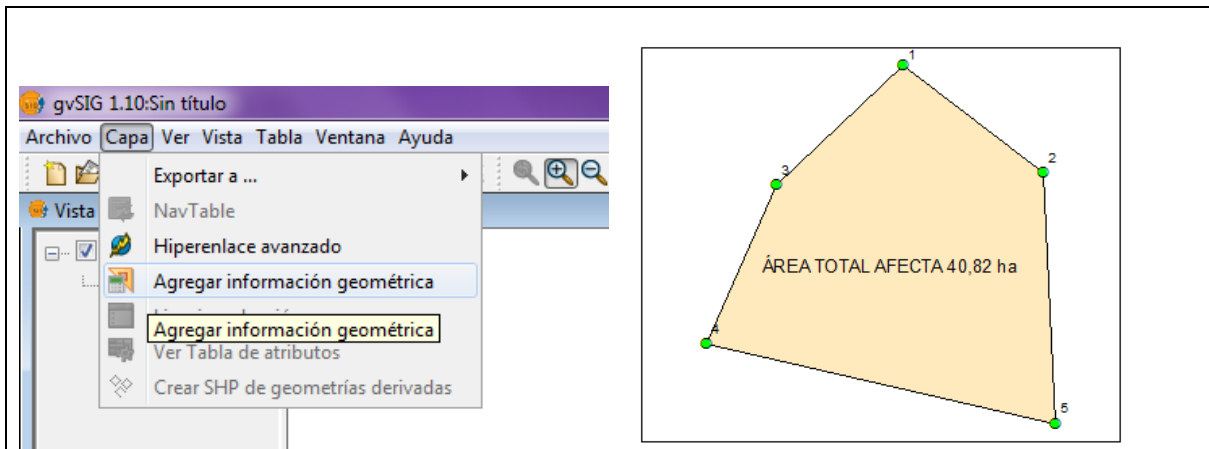 gvSIG 1.10:Sin título
Archivo Capa Ver Vista Tabla Ventana Ayuda
Exportar a ...
Vista
NavTable
Hiperenlace avanzado
Agregar información geométrica
Agregar información geométrica
Ver Tabla de atributos
Crear SHP de geometrías derivadas
1
2
3
ÁREA TOTAL AFECTA 40,82 ha
4
5